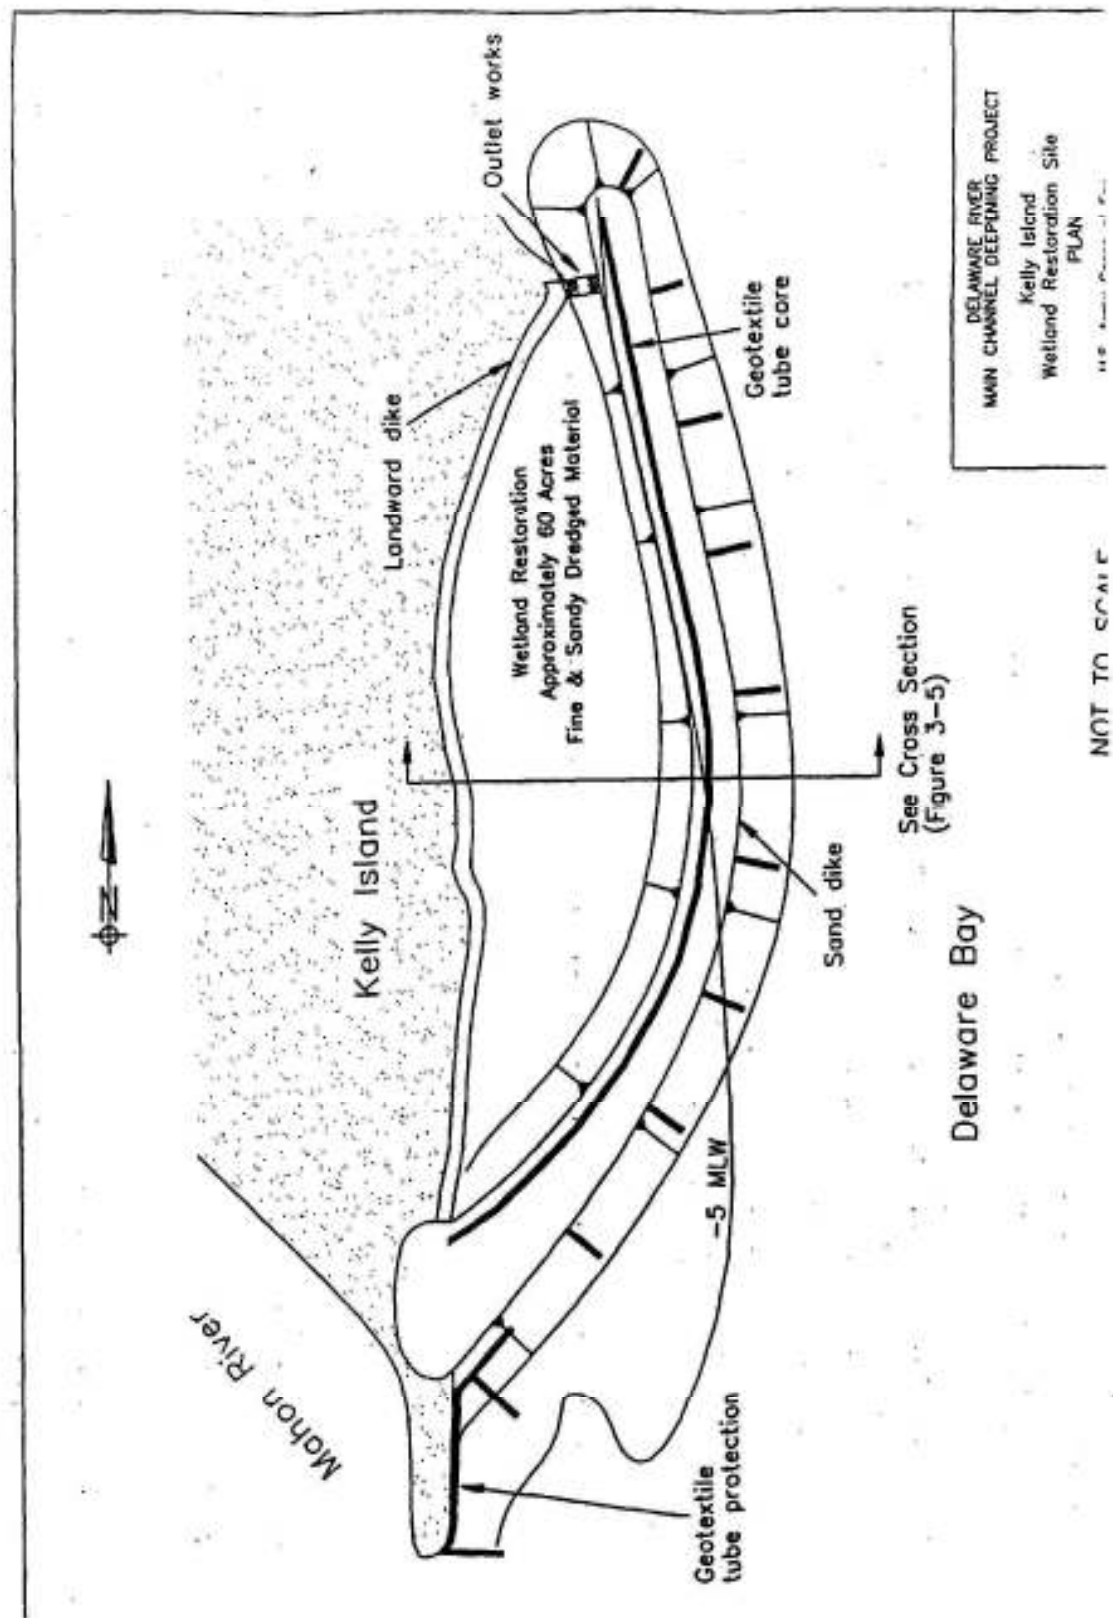 Outlet works
Landward dike
Wetland Restoration
Approximately 60 Acres
Fine & Sandy Dredged Material
Geotextile
tube core
N
Kelly Island
See Cross Section
(Figure 3-5)
Sand dike
Delaware Bay
-5 MLW
Mahon River
Geotextile
tube protection
DELAWARE RIVER
MAIN CHANNEL DEEPENING PROJECT
Kelly Island
Wetland Restoration Site
PLAN
NOT TO SCALE